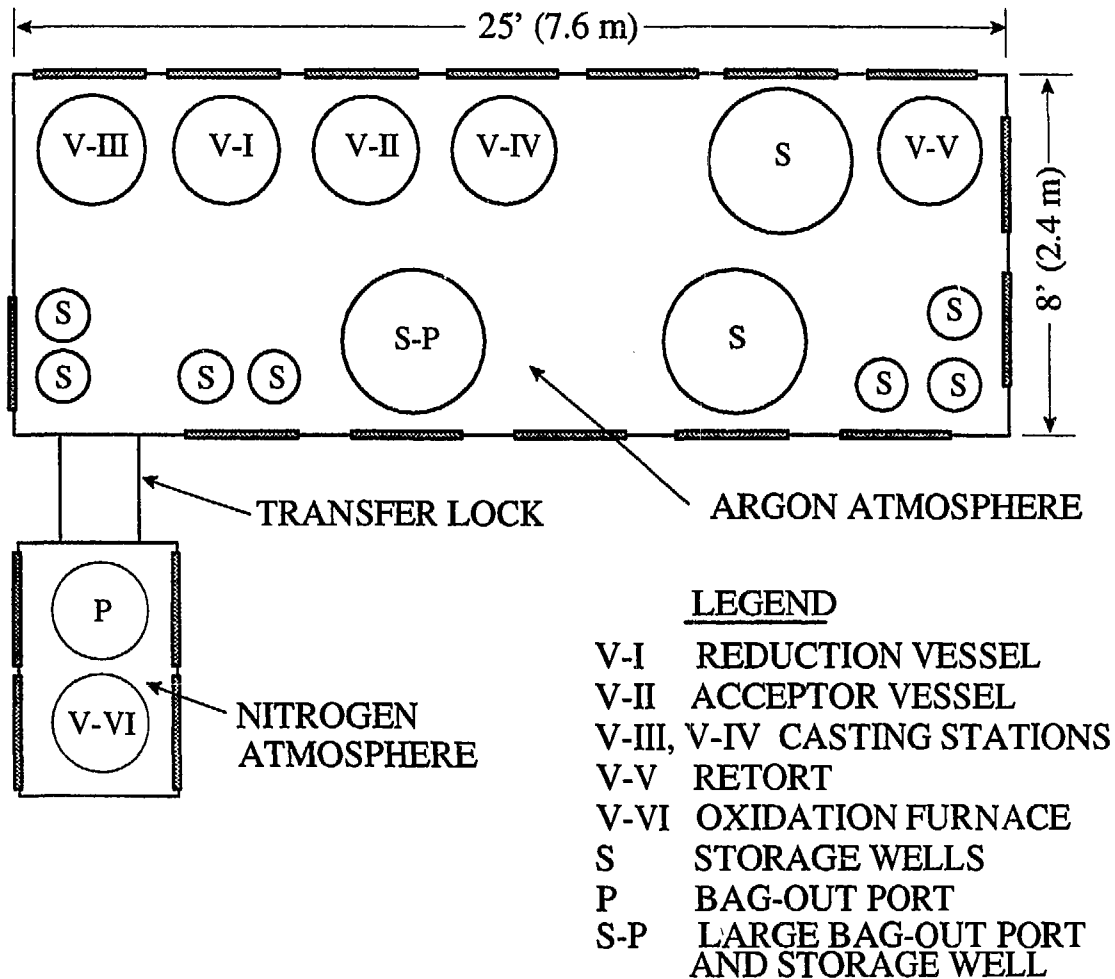 25' (7.6 m)
V-III V-I V-II V-IV S V-V
8' (2.4 m)
S S-P S S
S S S S S
TRANSFER LOCK
ARGON ATMOSPHERE
P
V-VI
NITROGEN
ATMOSPHERE
LEGEND
V-I REDUCTION VESSEL
V-II ACCEPTOR VESSEL
V-III, V-IV CASTING STATIONS
V-V RETORT
V-VI OXIDATION FURNACE
S STORAGE WELLS
P BAG-OUT PORT
S-P LARGE BAG-OUT PORT
AND STORAGE WELL